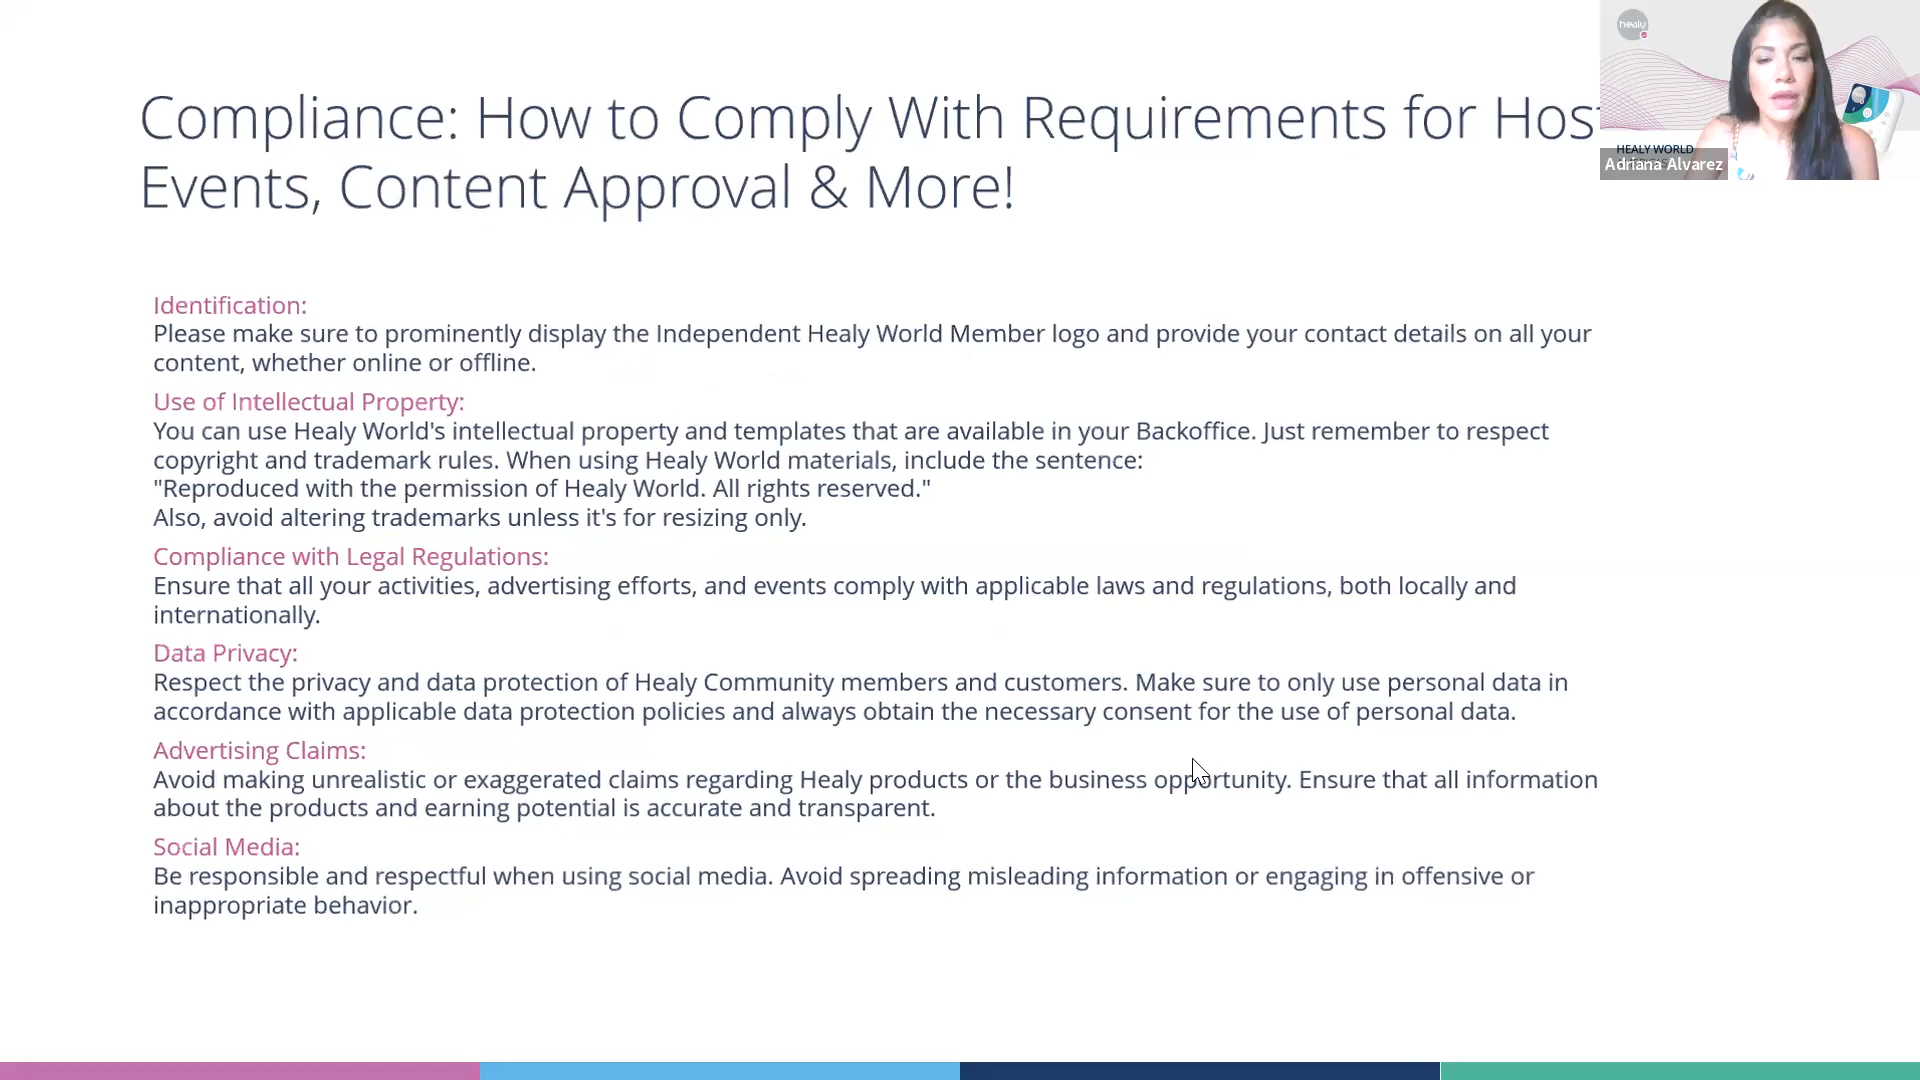 healy
Compliance: How to Comply With Requirements for Hos
Events, Content Approval & More!
HEALY WORLD
Adriana Alvarez
Identification:
Please make sure to prominently display the Independent Healy World Member logo and provide your contact details on all your
content, whether online or offline.
Use of Intellectual Property:
You can use Healy World's intellectual property and templates that are available in your Backoffice. Just remember to respect
copyright and trademark rules. When using Healy World materials, include the sentence:
"Reproduced with the permission of Healy World. All rights reserved."
Also, avoid altering trademarks unless it's for resizing only.
Compliance with Legal Regulations:
Ensure that all your activities, advertising efforts, and events comply with applicable laws and regulations, both locally and
internationally.
Data Privacy:
Respect the privacy and data protection of Healy Community members and customers. Make sure to only use personal data in
accordance with applicable data protection policies and always obtain the necessary consent for the use of personal data.
Advertising Claims:
Avoid making unrealistic or exaggerated claims regarding Healy products or the business opportunity. Ensure that all information
about the products and earning potential is accurate and transparent.
Social Media:
Be responsible and respectful when using social media. Avoid spreading misleading information or engaging in offensive or
inappropriate behavior.